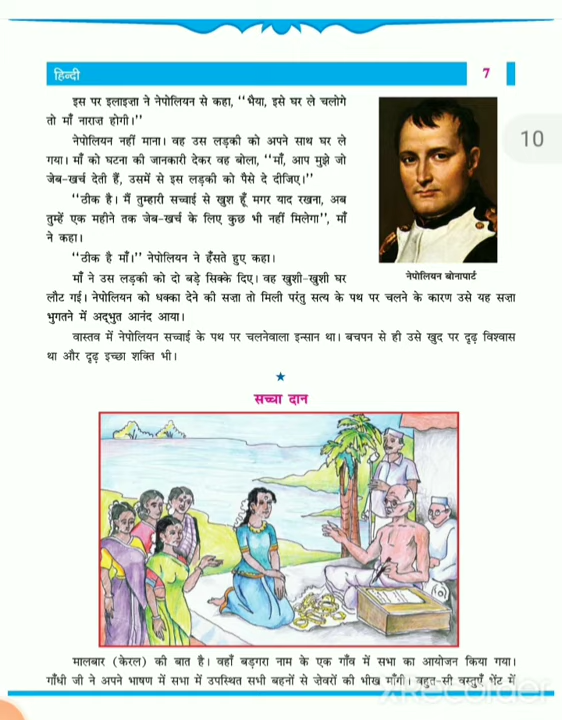 हिन्दी
7
10
इस पर इलाइज़ा ने नेपोलियन से कहा, ‘‘भैया, इसे घर ले चलोगे
तो माँ नाराज़ होगी।’’
नेपोलियन नहीं माना। वह उस लड़की को अपने साथ घर ले
गया। माँ को घटना की जानकारी देकर वह बोला, ‘‘माँ, आप मुझे जो
जेब-खर्च देती हैं, उसमें से इस लड़की को पैसे दे दीजिए।’’
‘‘ठीक है। मैं तुम्हारी सच्चाई से खुश हूँ मगर याद रखना, अब
तुम्हें एक महीने तक जेब-खर्च के लिए कुछ भी नहीं मिलेगा’’, माँ
ने कहा।
‘‘ठीक है माँ।’’ नेपोलियन ने हँसते हुए कहा।
नेपोलियन बोनापार्ट
माँ ने उस लड़की को दो बड़े सिक्के दिए। वह खुशी-खुशी घर
लौट गई। नेपोलियन को धक्का देने की सज़ा तो मिली परंतु सत्य के पथ पर चलने के कारण उसे यह सज़ा
भुगतने में अद्‌भुत आनंद आया।
वास्तव में नेपोलियन सच्चाई के पथ पर चलनेवाला इन्सान था। बचपन से ही उसे खुद पर दृढ़ विश्वास
था और दृढ़ इच्छा शक्ति भी।
★
सच्चा दान
मालबार (केरल) की बात है। वहाँ बड़गरा नाम के एक गाँव में सभा का आयोजन किया गया।
गाँधी जी ने अपने भाषण में सभा में उपस्थित सभी बहनों से ज़ेवरों की भीख माँगी। बहुत-सी वस्तुएँ भेंट में
XRecorder